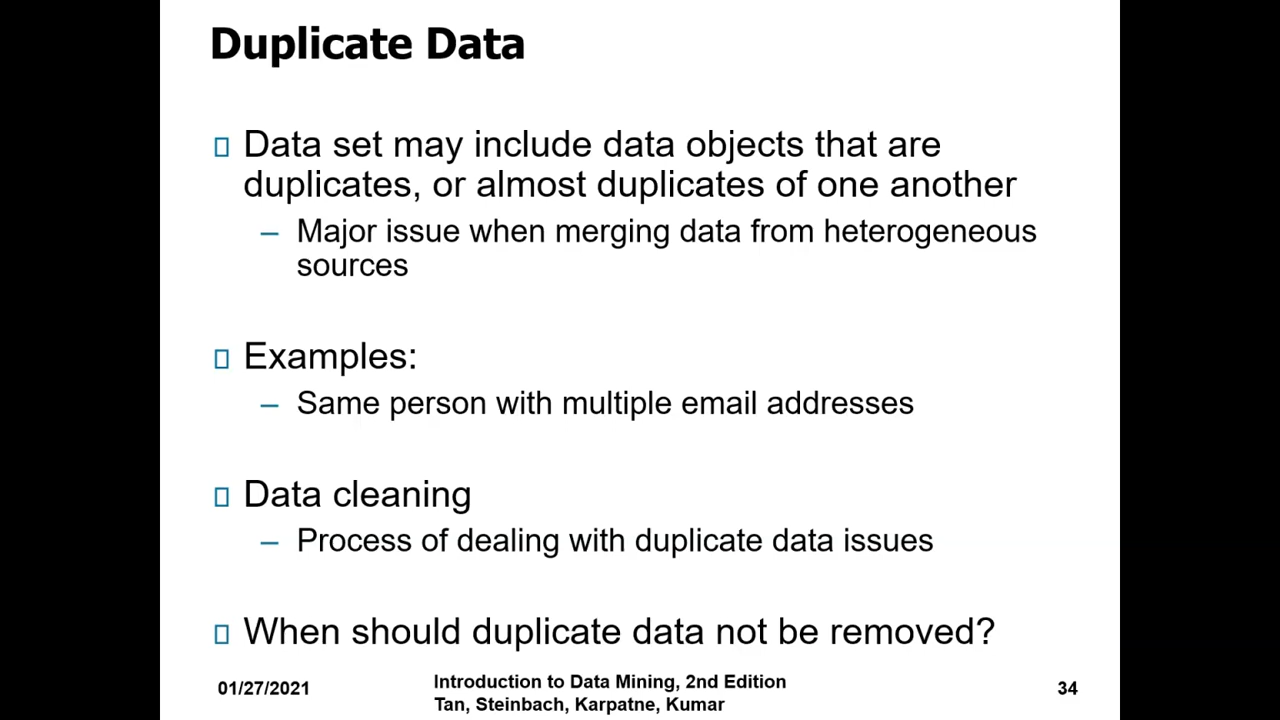 Duplicate Data
▯ Data set may include data objects that are
duplicates, or almost duplicates of one another
– Major issue when merging data from heterogeneous
sources
▯ Examples:
– Same person with multiple email addresses
▯ Data cleaning
– Process of dealing with duplicate data issues
▯ When should duplicate data not be removed?
01/27/2021
Introduction to Data Mining, 2nd Edition
Tan, Steinbach, Karpatne, Kumar
34